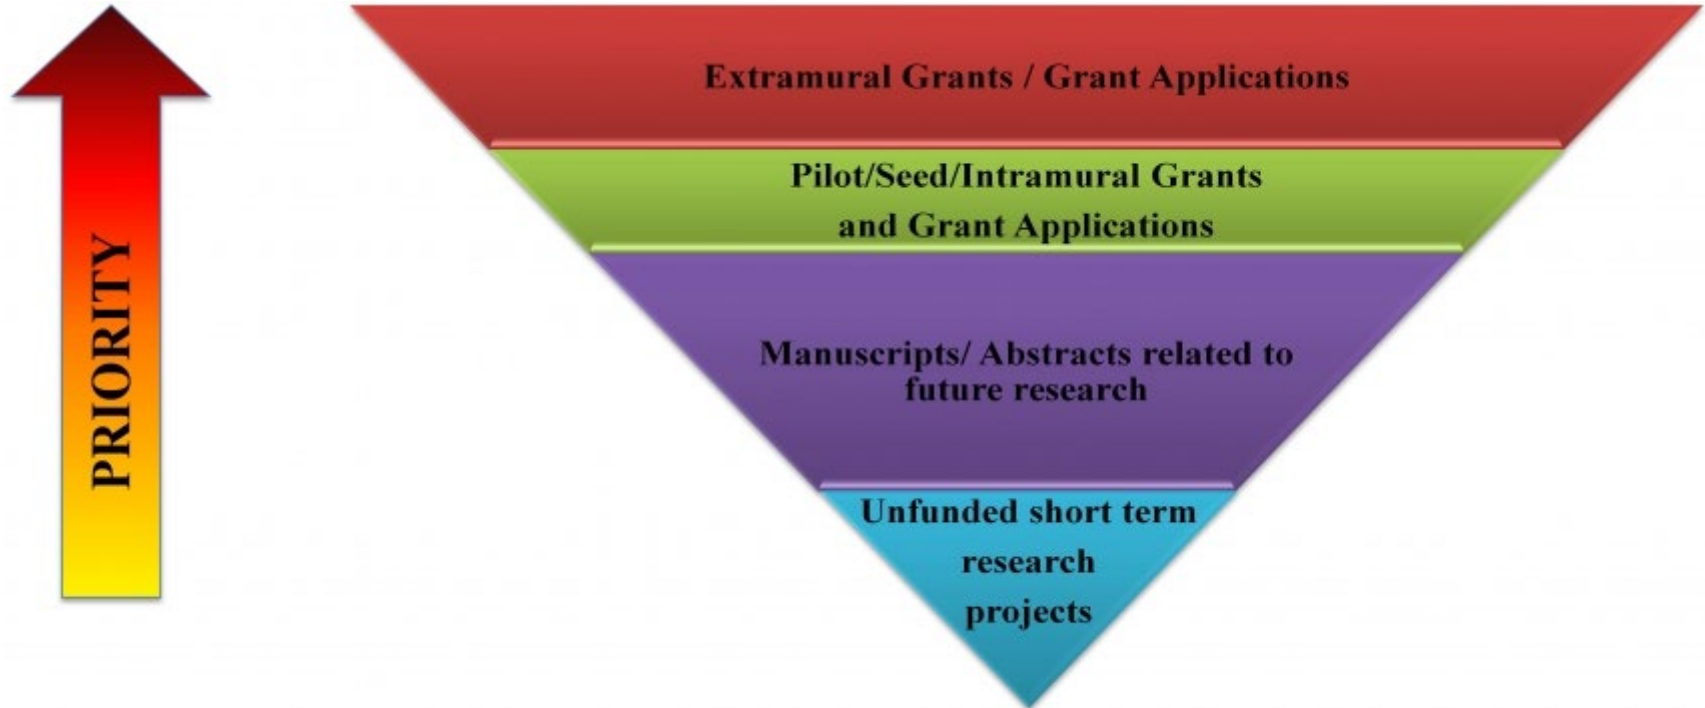 PRIORITY
Extramural Grants / Grant Applications
Pilot/Seed/Intramural Grants
and Grant Applications
Manuscripts/ Abstracts related to
future research
Unfunded short term
research
projects